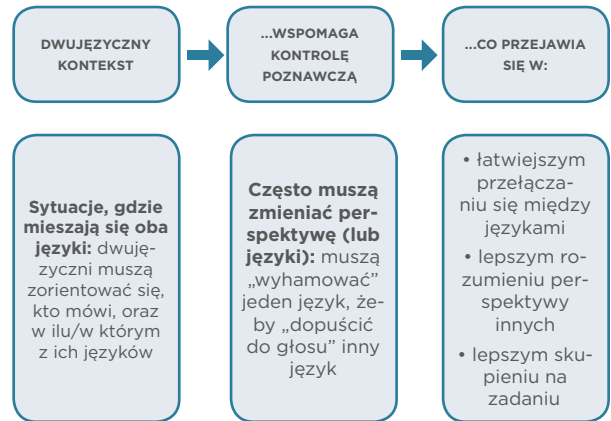 DWUJĘZYCZNY
KONTEKST
...WSPOMAGA
KONTROLĘ
POZNAWCZĄ
...CO PRZEJAWIA
SIĘ W:
Sytuacje, gdzie
mieszają się oba
języki: dwuję-
zyczni muszą
zorientować się,
kto mówi, oraz
w ilu/w którym
z ich języków
Często muszą
zmieniać per-
spektywę (lub
języki): muszą
„wyhamować”
jeden język, że-
by „dopuścić
do głosu” inny
język
• łatwiejszym
przełącza-
niu się między
językami
• lepszym ro-
zumieniu per-
spektywy
innych
• lepszym sku-
pieniu na
zadaniu